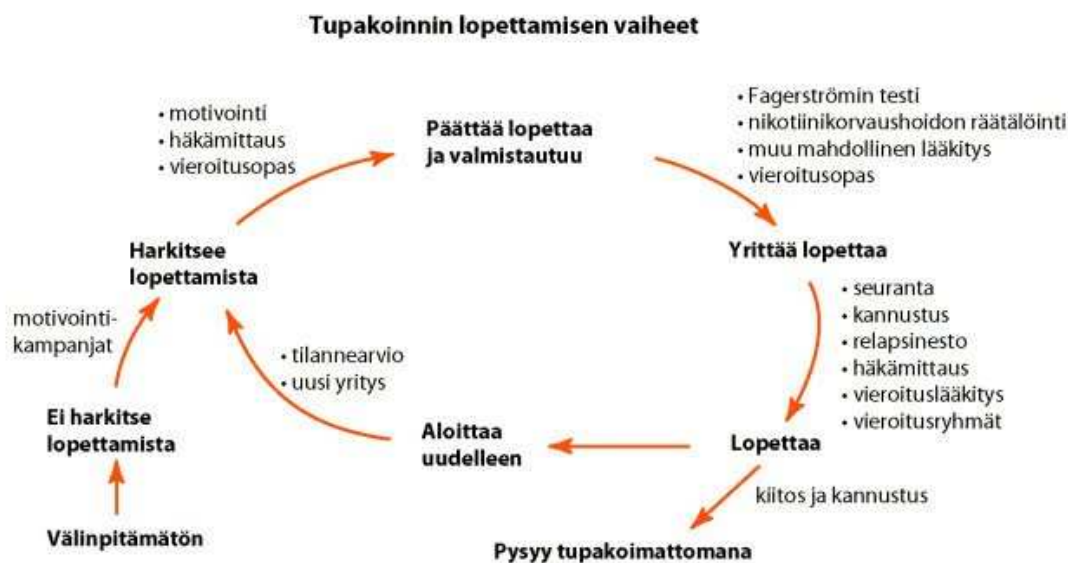 Tupakoinnin lopettamisen vaiheet
• motivointi
• häkämittaus
• vieroitusopas
Päättää lopettaa
ja valmistautuu
• Fagerströmin testi
• nikotiinikorvaushoidon räätälöinti
• muu mahdollinen lääkitys
• vieroitusopas
Harkitsee
lopettamista
Yrittää lopettaa
motivointi-
kampanjat
• tilannearvio
• uusi yritys
• seuranta
• kannustus
• relapsinesto
• häkämittaus
• vieroituslääkitys
• vieroitusryhmät
Ei harkitse
lopettamista
Aloittaa
uudelleen
Lopettaa
kiitos ja kannustus
Välinpitämätön
Pysyy tupakoimattomana